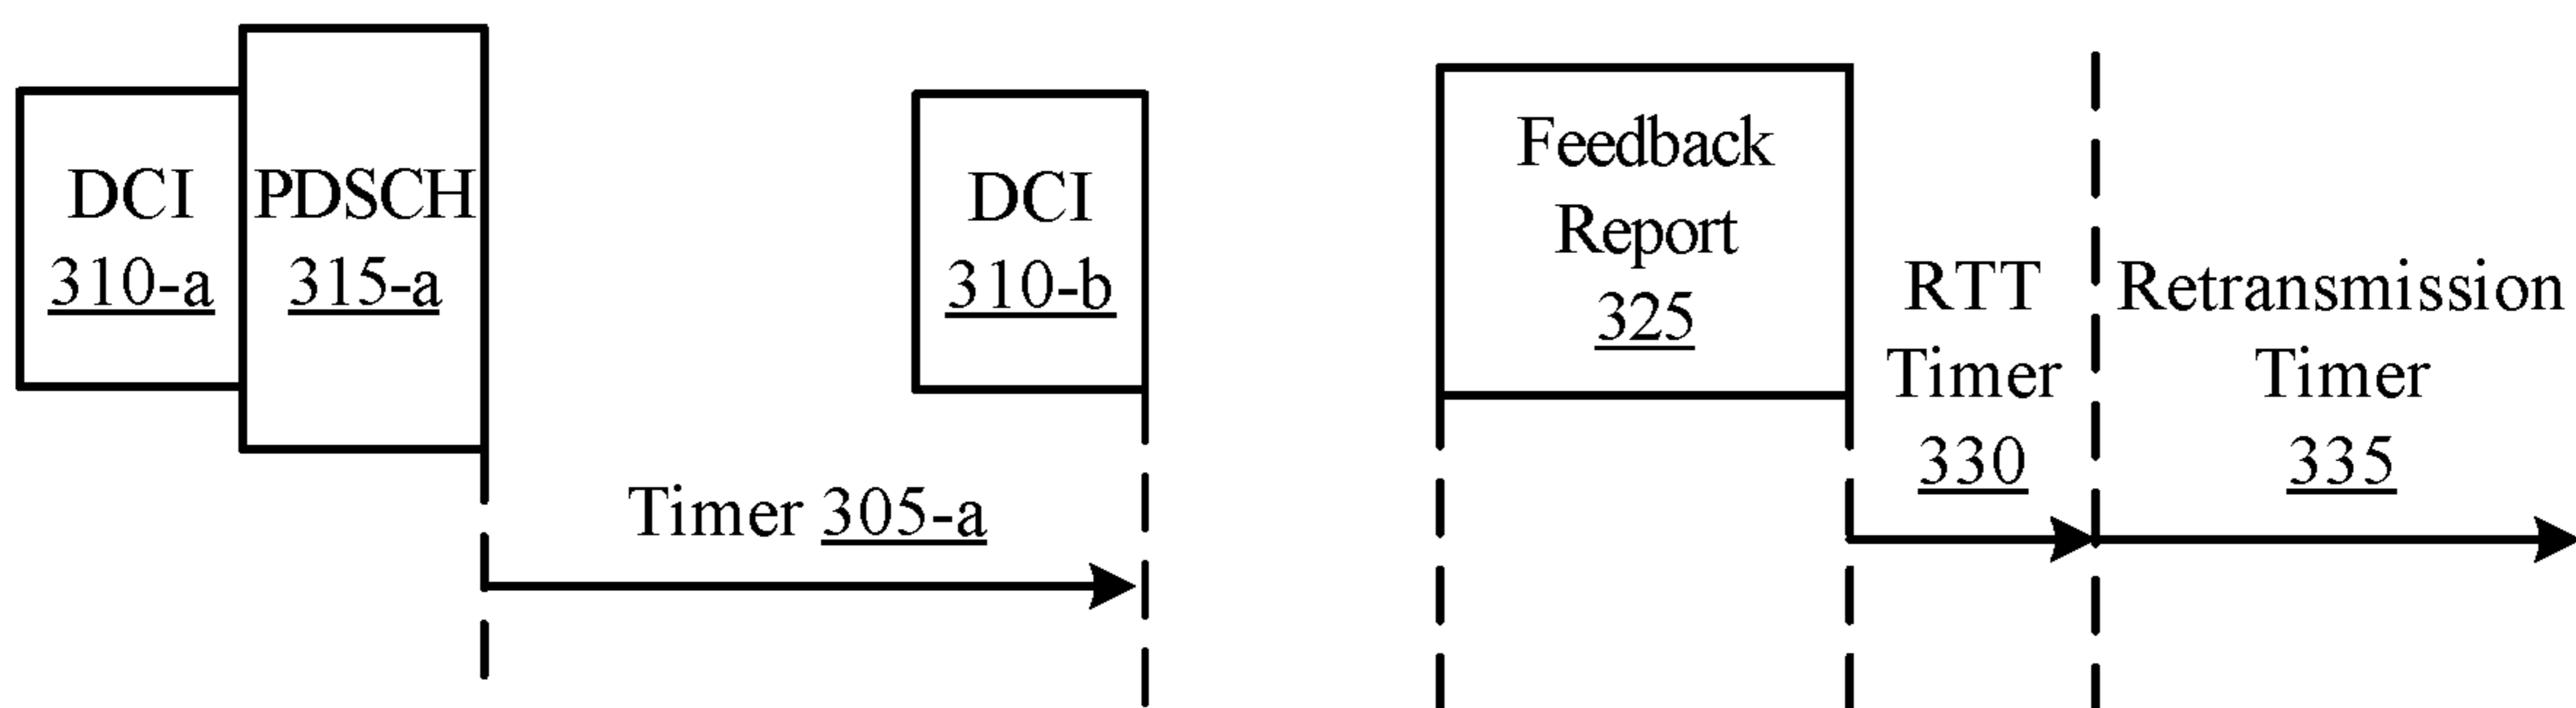 DCI
310-a
PDSCH
315-a
Timer 305-a
DCI
310-b
Feedback
Report
325
RTT
Timer
330
Retransmission
Timer
335